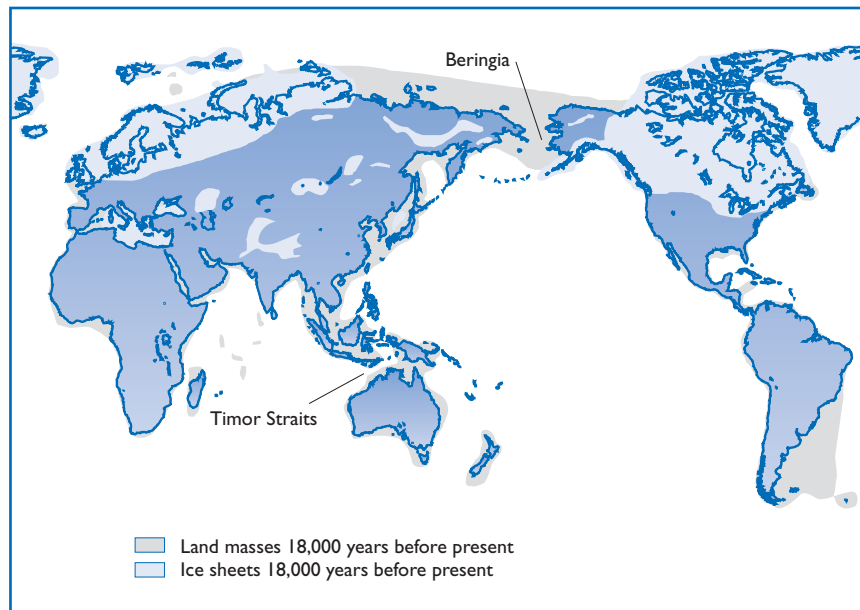 Beringia
Timor Straits
Land masses 18,000 years before present
Ice sheets 18,000 years before present